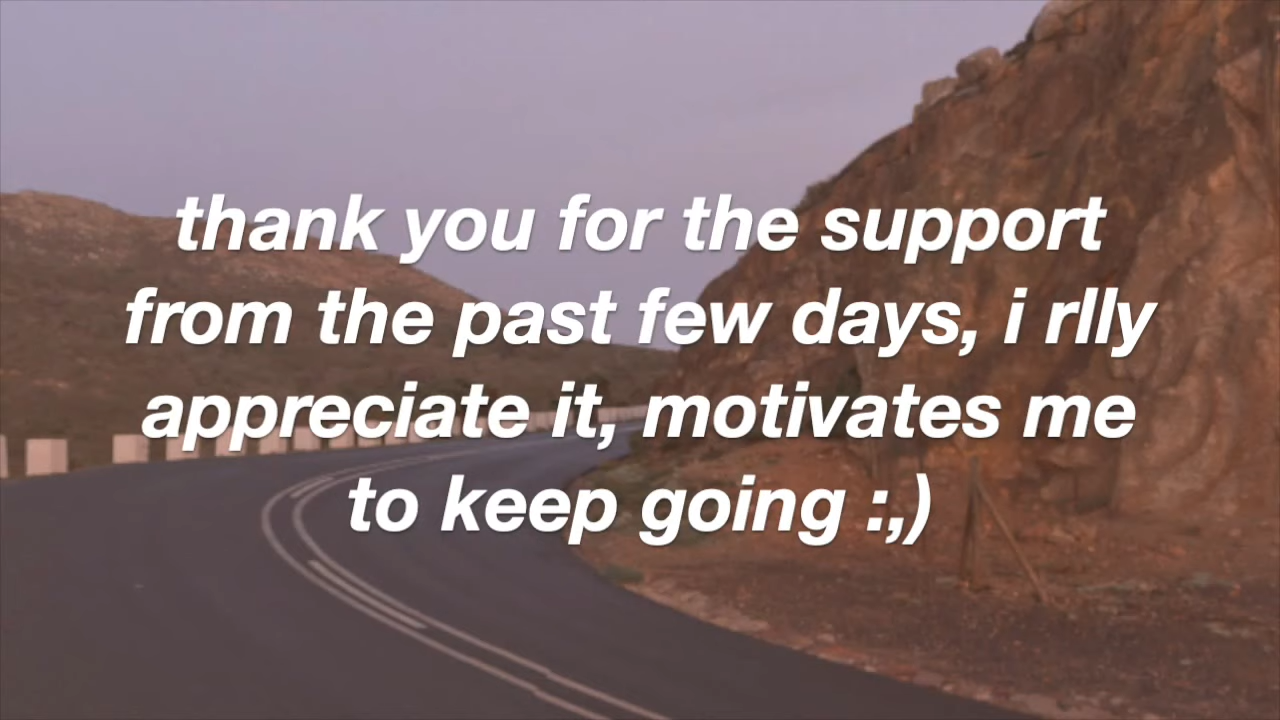 thank you for the support
from the past few days, i rlly
appreciate it, motivates me
to keep going :,)